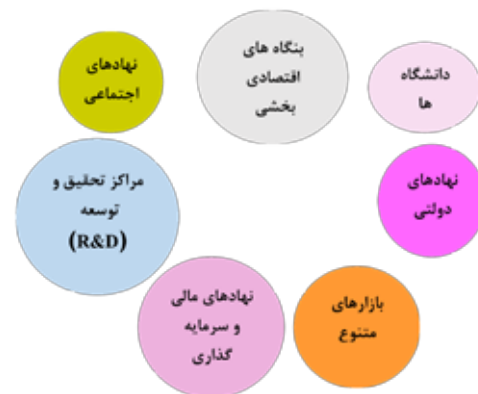 نهادهای
اجتماعی
بنگاه های
اقتصادی
بخشی
دانشگاه
ها
مراکز تحقیق و
توسعه
(R&D)
نهادهای
دولتی
نهادهای مالی
و سرمایه
گذاری
بازارهای
متنوع